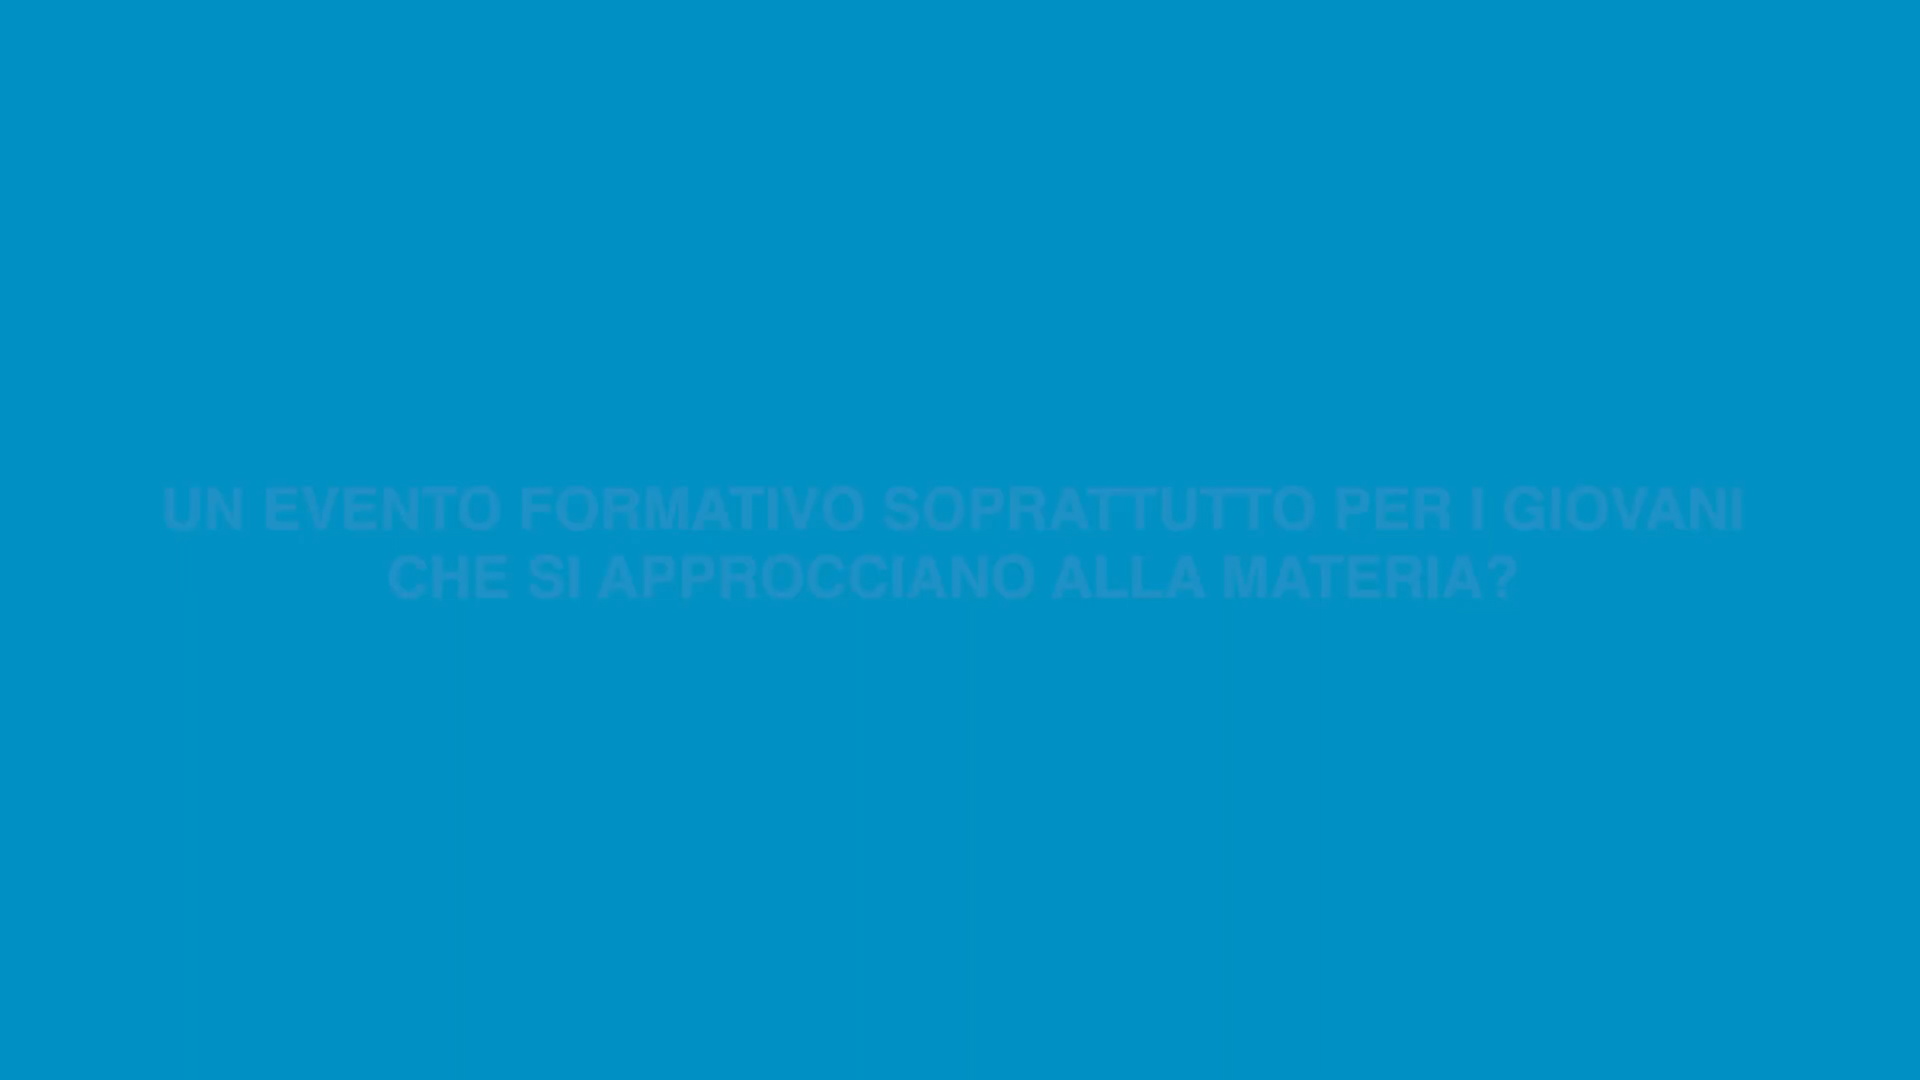 UN EVENTO FORMATIVO SOPRATTUTTO PER I GIOVANI
CHE SI APPROCCIANO ALLA MATERIA?